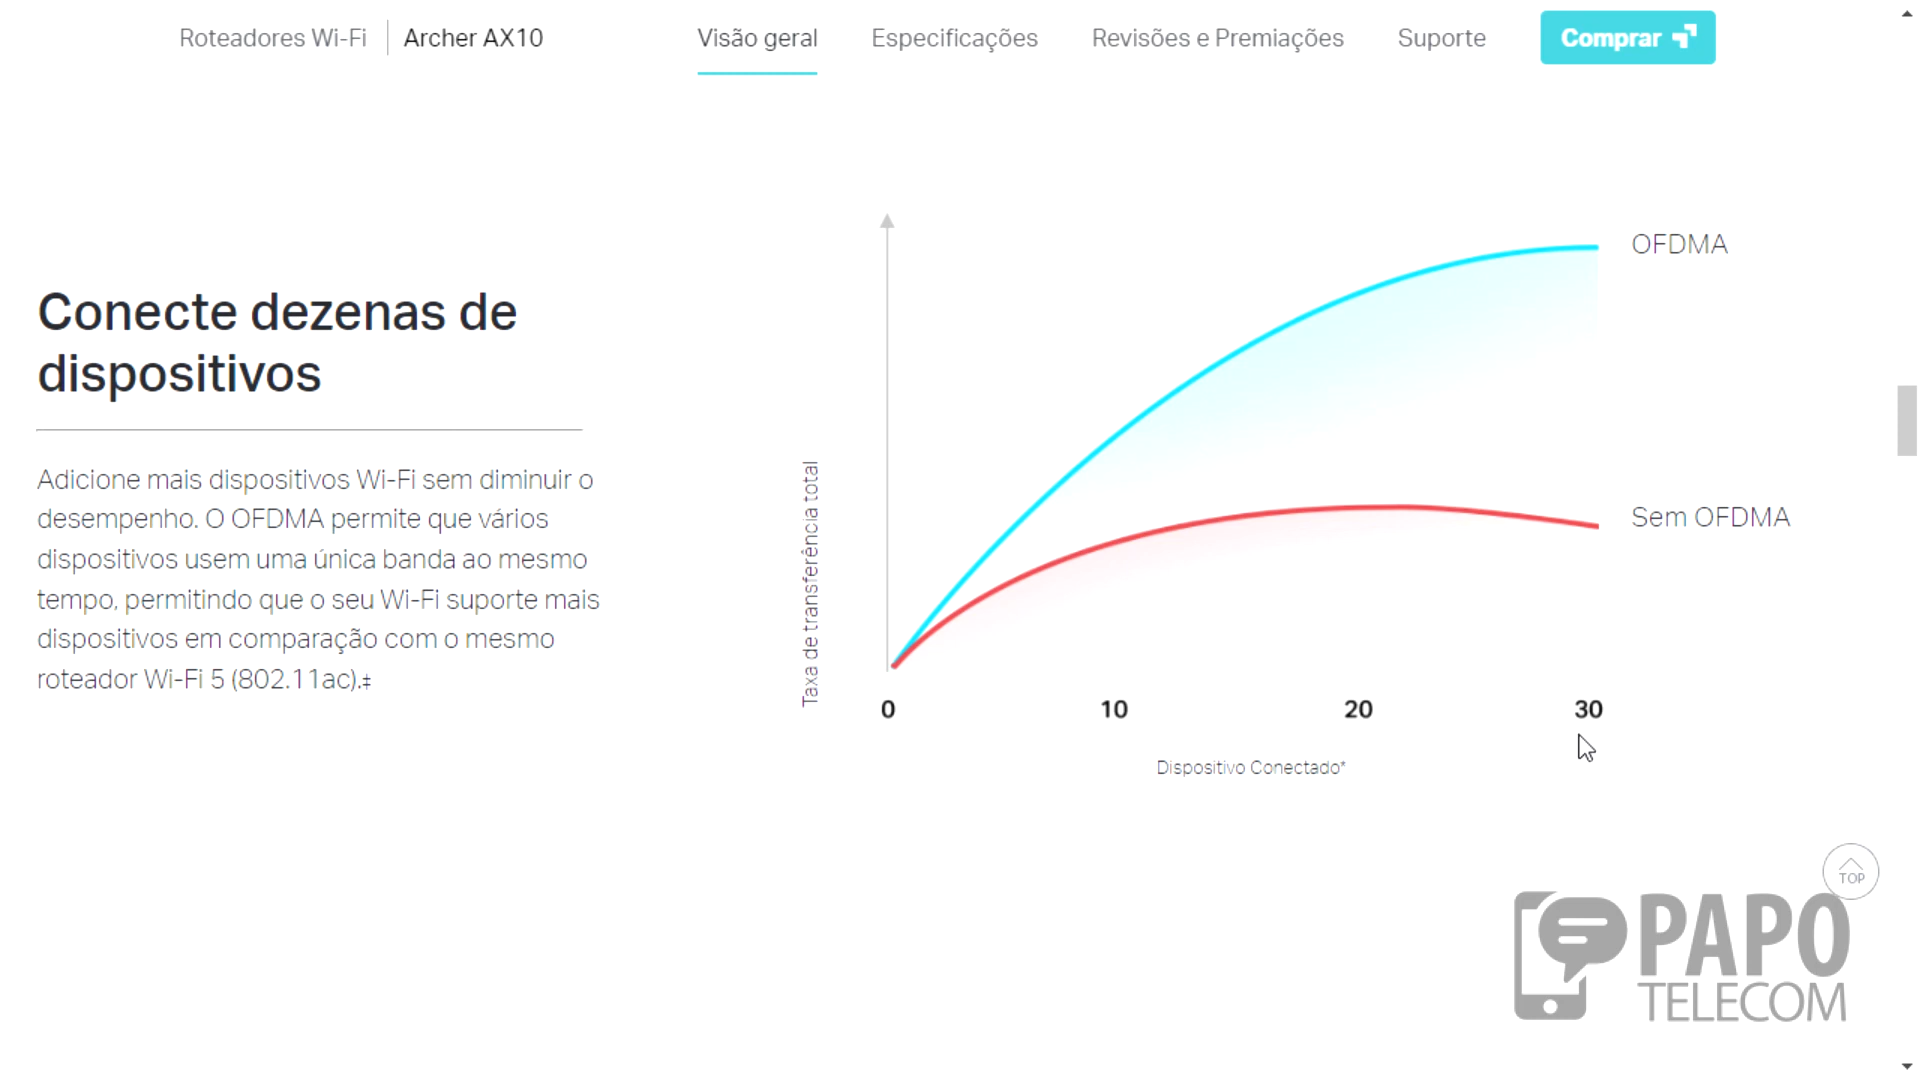 Roteadores Wi-Fi Archer AX10 Visão geral Especificações Revisões e Premiações Suporte Comprar
Conecte dezenas de
dispositivos
Adicione mais dispositivos Wi-Fi sem diminuir o
desempenho. O OFDMA permite que vários
dispositivos usem uma única banda ao mesmo
tempo, permitindo que o seu Wi-Fi suporte mais
dispositivos em comparação com o mesmo
roteador Wi-Fi 5 (802.11ac).‡
Taxa de transferência total
OFDMA
Sem OFDMA
0 10 20 30
Dispositivo Conectado*
TOP
PAPO
TELECOM